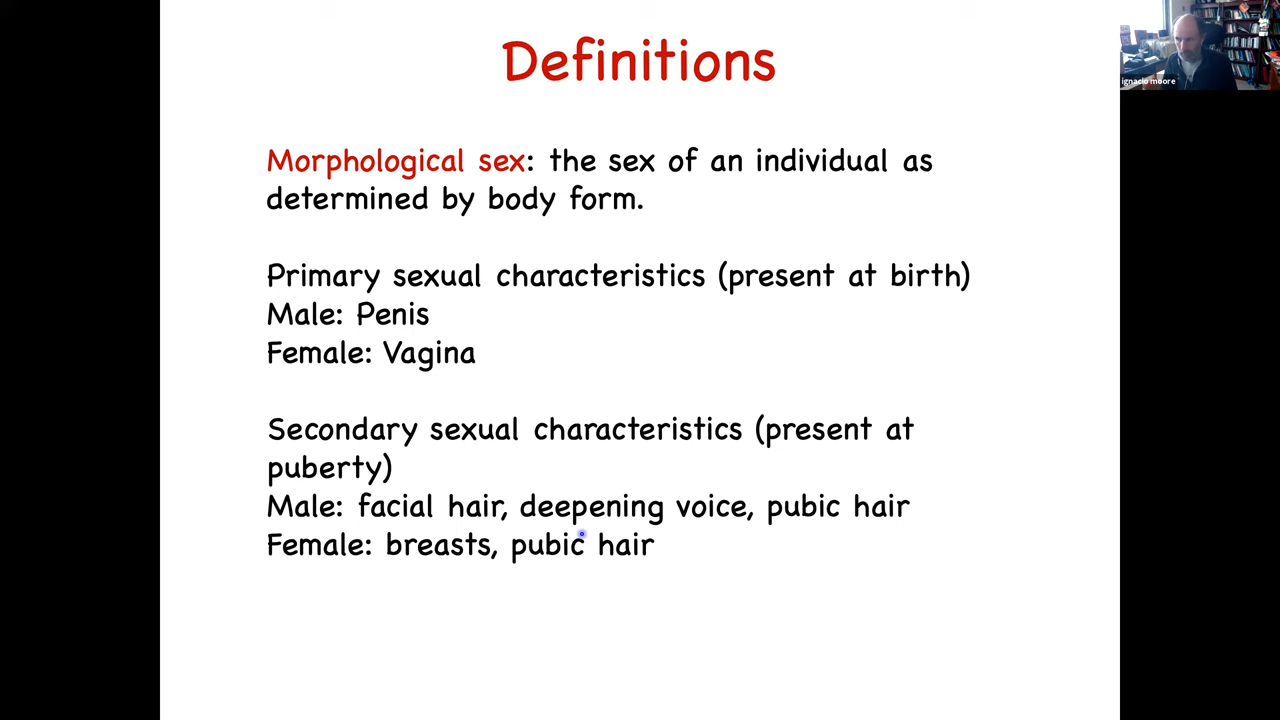 Definitions
ignacio moore
Morphological sex: the sex of an individual as
determined by body form.
Primary sexual characteristics (present at birth)
Male: Penis
Female: Vagina
Secondary sexual characteristics (present at
puberty)
Male: facial hair, deepening voice, pubic hair
Female: breasts, pubic hair